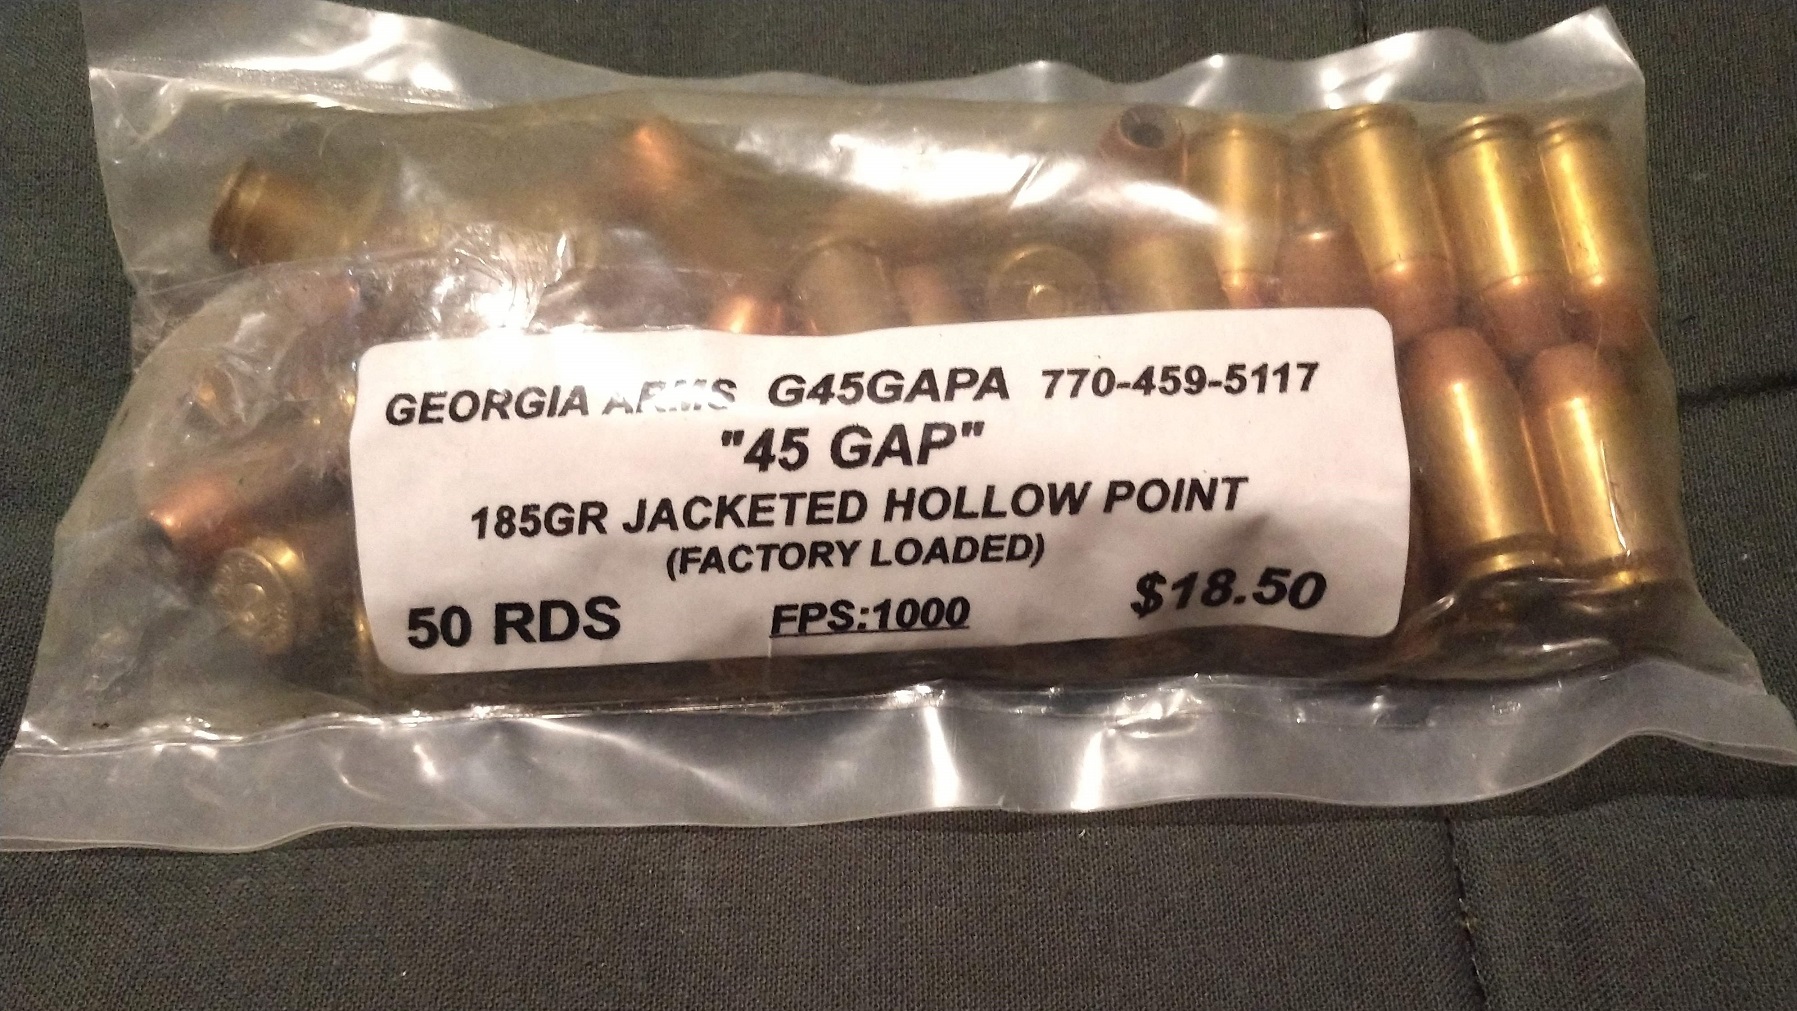 GEORGIA ARMS G45GAPA 770-459-5117
"45 GAP"
185GR JACKETED HOLLOW POINT
(FACTORY LOADED)
50 RDS FPS:1000 $18.50